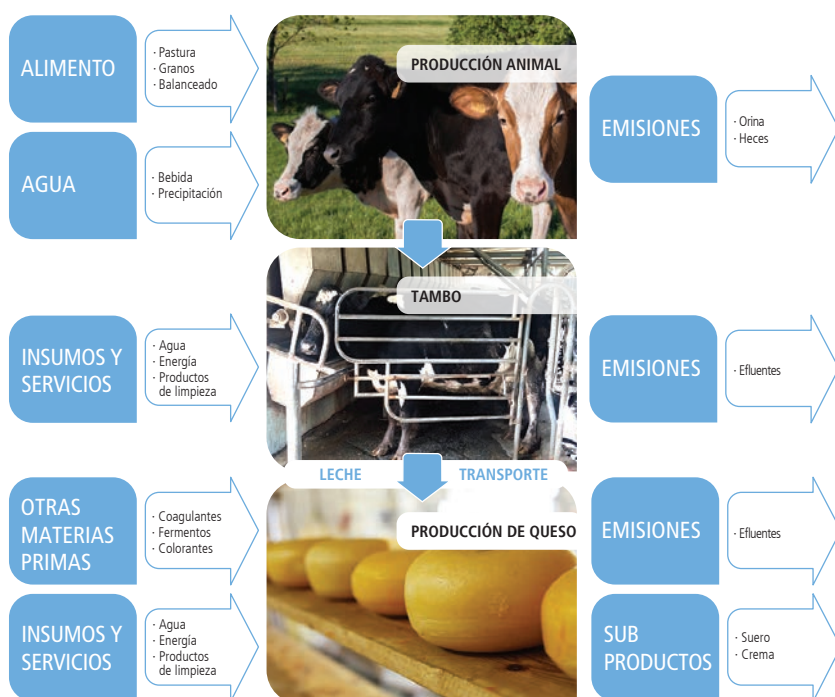 ALIMENTO
· Pastura
· Granos
· Balanceado
PRODUCCIÓN ANIMAL
EMISIONES
· Orina
· Heces
AGUA
· Bebida
· Precipitación
TAMBO
INSUMOS Y
SERVICIOS
· Agua
· Energía
· Productos
de limpieza
EMISIONES
· Efluentes
LECHE
TRANSPORTE
OTRAS
MATERIAS
PRIMAS
· Coagulantes
· Fermentos
· Colorantes
PRODUCCIÓN DE QUESO
EMISIONES
· Efluentes
INSUMOS Y
SERVICIOS
· Agua
· Energía
· Productos
de limpieza
SUB
PRODUCTOS
· Suero
· Crema